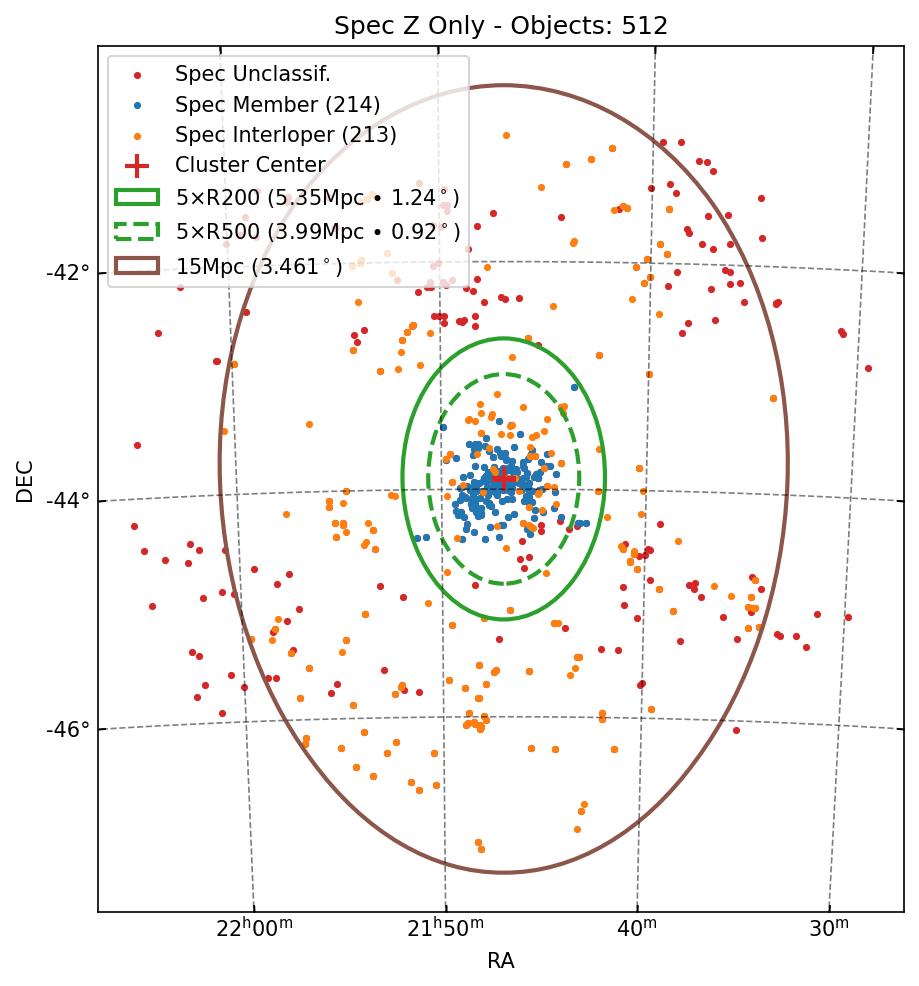 Spec Z Only - Objects: 512
Spec Unclassif.
Spec Member (214)
Spec Interloper (213)
Cluster Center
5×R200 (5.35Mpc • 1.24°)
5×R500 (3.99Mpc • 0.92°)
15Mpc (3.461°)
-42°
-44°
-46°
DEC
22ʰ00ᵐ 21ʰ50ᵐ 40ᵐ 30ᵐ
RA